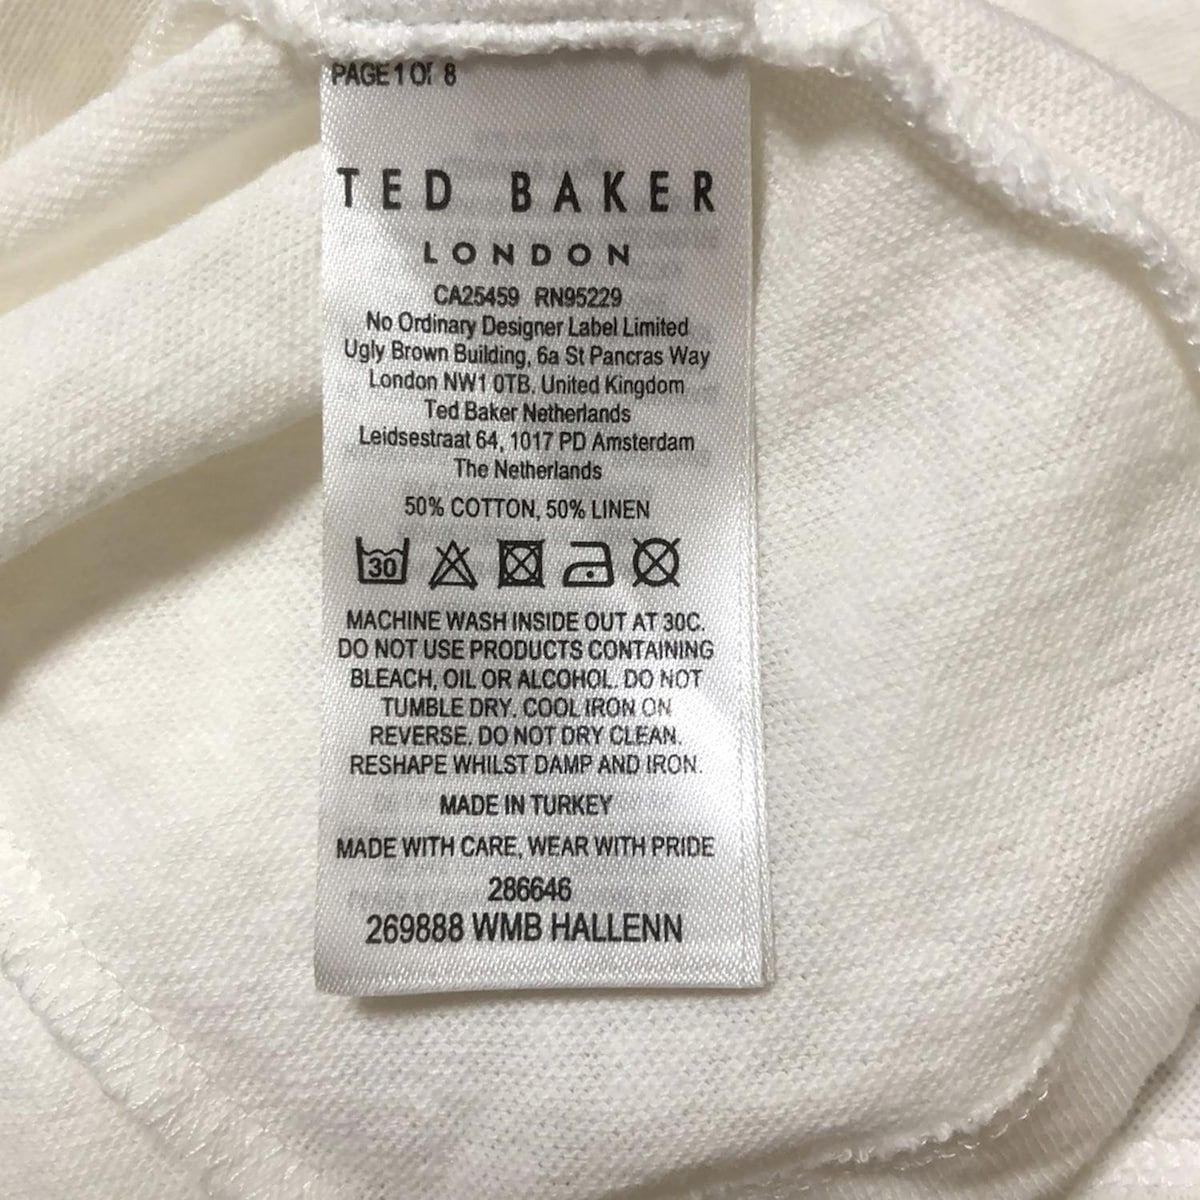 PAGE 1 OF 8
TED BAKER
LONDON
CA25459 RN95229
No Ordinary Designer Label Limited
Ugly Brown Building, 6a St Pancras Way
London NW1 0TB. United Kingdom
Ted Baker Netherlands
Leidsestraat 64, 1017 PD Amsterdam
The Netherlands
50% COTTON, 50% LINEN
30
MACHINE WASH INSIDE OUT AT 30C.
DO NOT USE PRODUCTS CONTAINING
BLEACH, OIL OR ALCOHOL. DO NOT
TUMBLE DRY. COOL IRON ON
REVERSE. DO NOT DRY CLEAN.
RESHAPE WHILST DAMP AND IRON.
MADE IN TURKEY
MADE WITH CARE, WEAR WITH PRIDE
286646
269888 WMB HALLENN